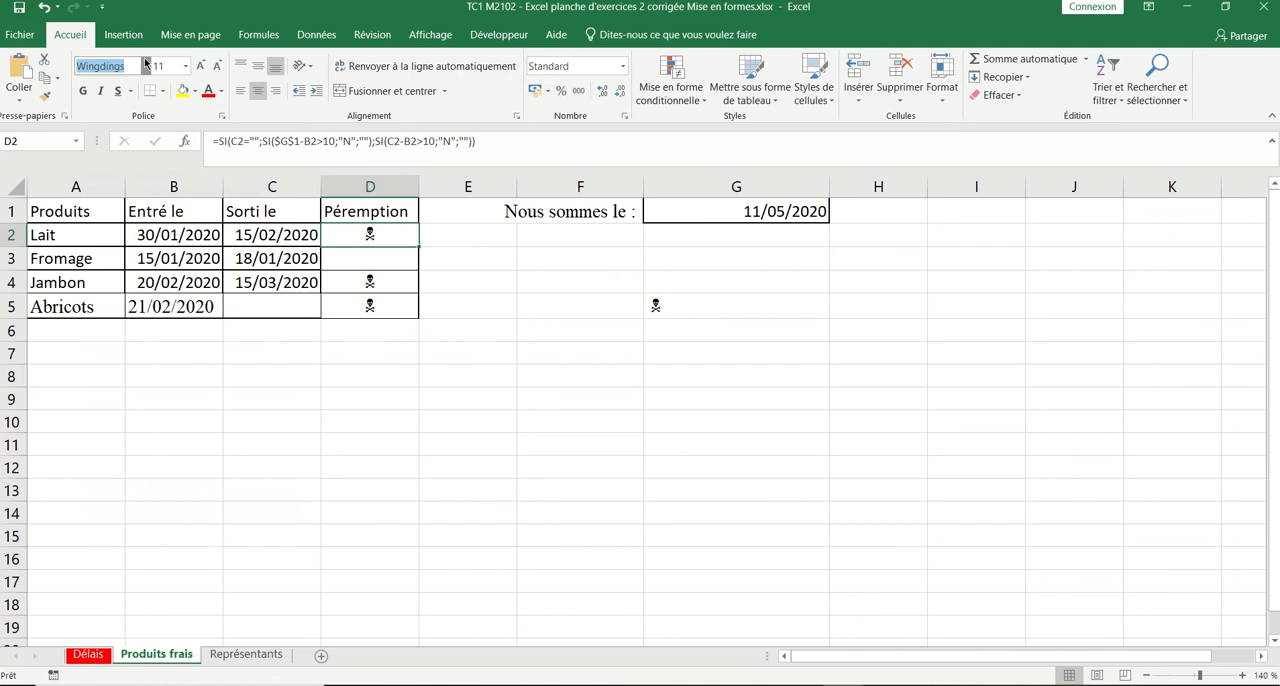 TC1 M2102 - Excel planche d'exercices 2 corrigée Mise en formes.xlsx - Excel
Connexion
Fichier Accueil Insertion Mise en page Formules Données Révision Affichage Développeur Aide Dites-nous ce que vous voulez faire Partager
Coller
Wingdings 11
G I S
Presse-papiers Police
Renvoyer à la ligne automatiquement
Fusionner et centrer
Alignement
Standard
% 000
Nombre
Mise en forme conditionnelle
Mettre sous forme de tableau
Styles de cellules
Styles
Insérer Supprimer Format
Cellules
Somme automatique
Recopier
Effacer
Trier et filtrer
Rechercher et sélectionner
Édition
D2 fx =SI(C2="";SI($G$1-B2>10;"N";"");SI(C2-B2>10;"N";""))
A B C D E F G H I J K
1 Produits Entré le Sorti le Péremption Nous sommes le : 11/05/2020
2 Lait 30/01/2020 15/02/2020 ☠
3 Fromage 15/01/2020 18/01/2020
4 Jambon 20/02/2020 15/03/2020 ☠
5 Abricots 21/02/2020 ☠ ☠
6
7
8
9
10
11
12
13
14
15
16
17
18
19
Délais Produits frais Représentants
Prêt 140 %